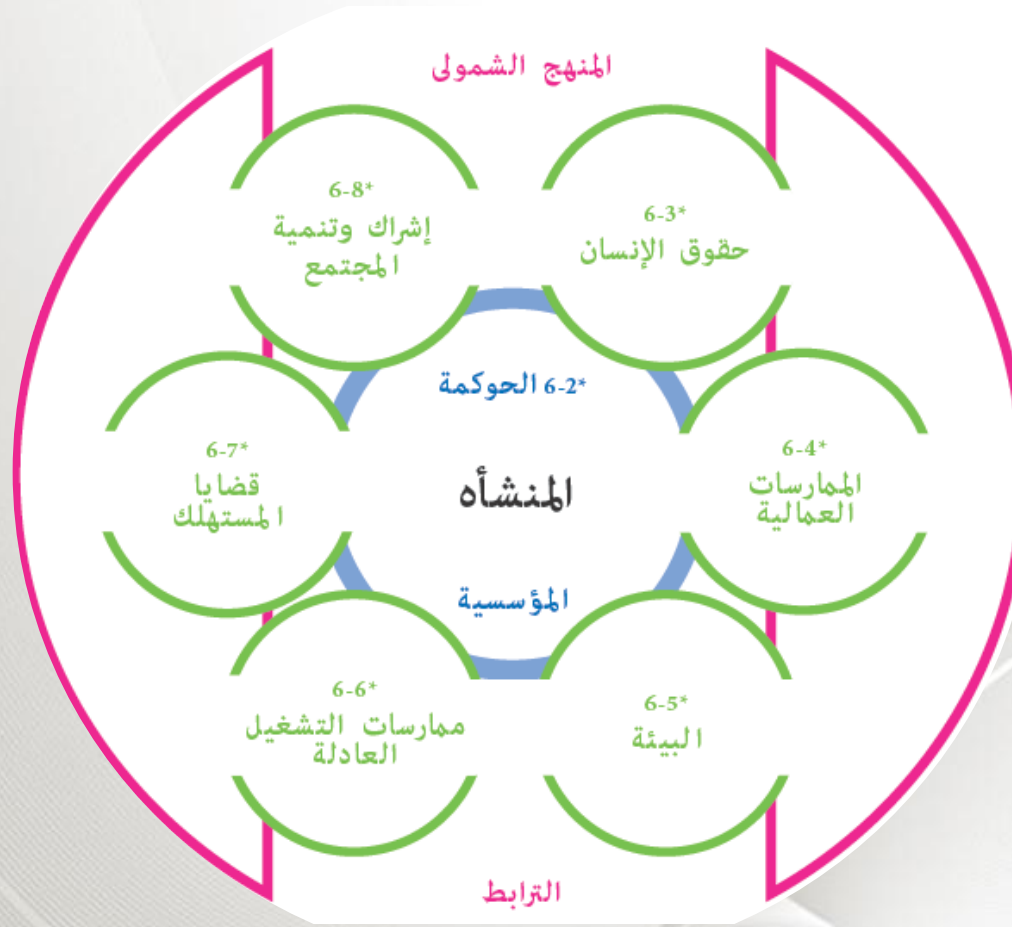 المنهج الشمولى
6-3*
حقوق الإنسان
6-8*
إشراك وتنمية
المجتمع
6-2* الحوكمة
6-4*
الممارسات
العمالية
6-7*
قضايا
المستهلك
المنشأه
المؤسسية
6-5*
البيئة
6-6*
ممارسات التشغيل
العادلة
الترابط